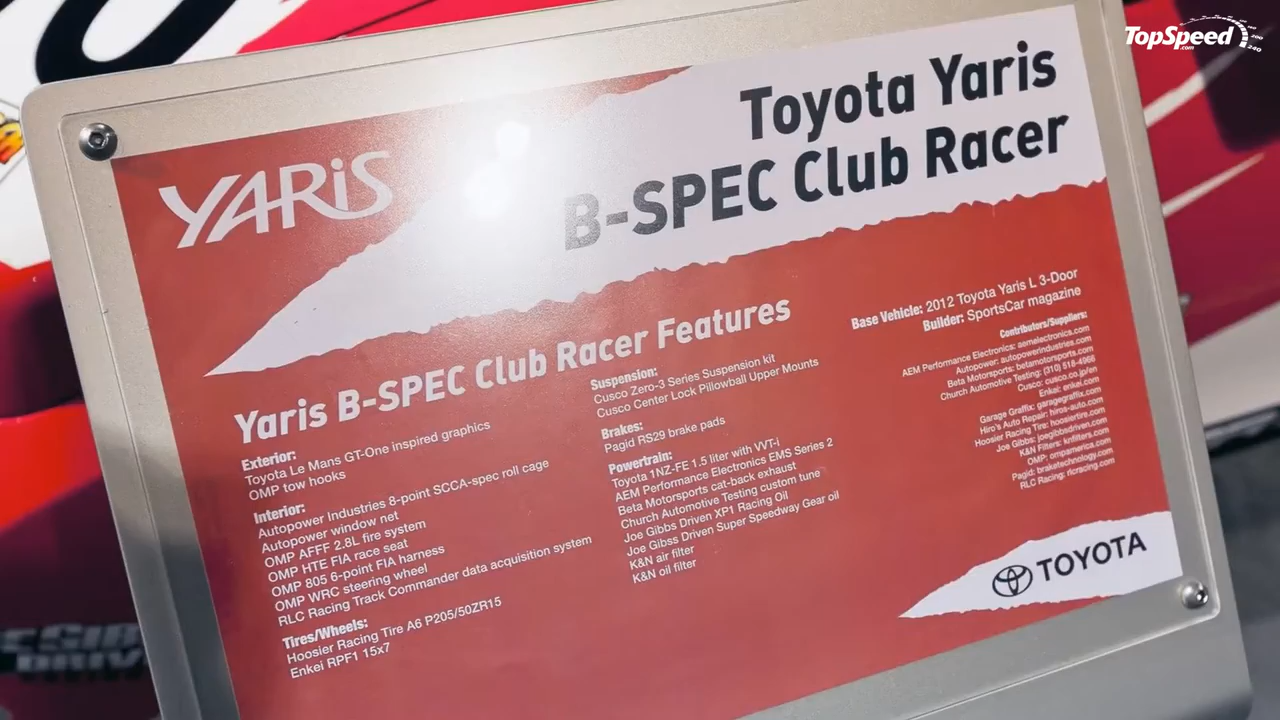 TopSpeed
.com
YARiS
Toyota Yaris
B-SPEC Club Racer
Yaris B-SPEC Club Racer Features
Exterior:
Toyota Le Mans GT-One inspired graphics
OMP tow hooks
Interior:
Autopower Industries 8-point SCCA-spec roll cage
Autopower window net
OMP AFFF 2.8L fire system
OMP HTE FIA race seat
OMP 805 6-point FIA harness
OMP WRC steering wheel
RLC Racing Track Commander data acquisition system
Tires/Wheels:
Hoosier Racing Tire A6 P205/50ZR15
Enkei RPF1 15x7
Suspension:
Cusco Zero-3 Series Suspension kit
Cusco Center Lock Pillowball Upper Mounts
Brakes:
Pagid RS29 brake pads
Powertrain:
Toyota 1NZ-FE 1.5 liter with VVT-i
AEM Performance Electronics EMS Series 2
Beta Motorsports cat-back exhaust
Church Automotive Testing custom tune
Joe Gibbs Driven XP1 Racing Oil
Joe Gibss Driven Super Speedway Gear oil
K&N air filter
K&N oil filter
Base Vehicle: 2012 Toyota Yaris L 3-Door
Builder: SportsCar magazine
Contributors/Suppliers:
AEM Performance Electronics: aemelectronics.com
Autopower: autopowerindustries.com
Beta Motorsports: betamotorsports.com
Church Automotive Testing: (310) 518-4966
Cusco: cusco.co.jp/en
Enkei: enkei.com
Garage Graffix: garagegraffix.com
Hiro's Auto Repair: hiros-auto.com
Hoosier Racing Tire: hoosiertire.com
Joe Gibbs: joegibbsdriven.com
K&N Filters: knfilters.com
OMP: ompamerica.com
Pagid: braketechnology.com
RLC Racing: rlcracing.com
TOYOTA